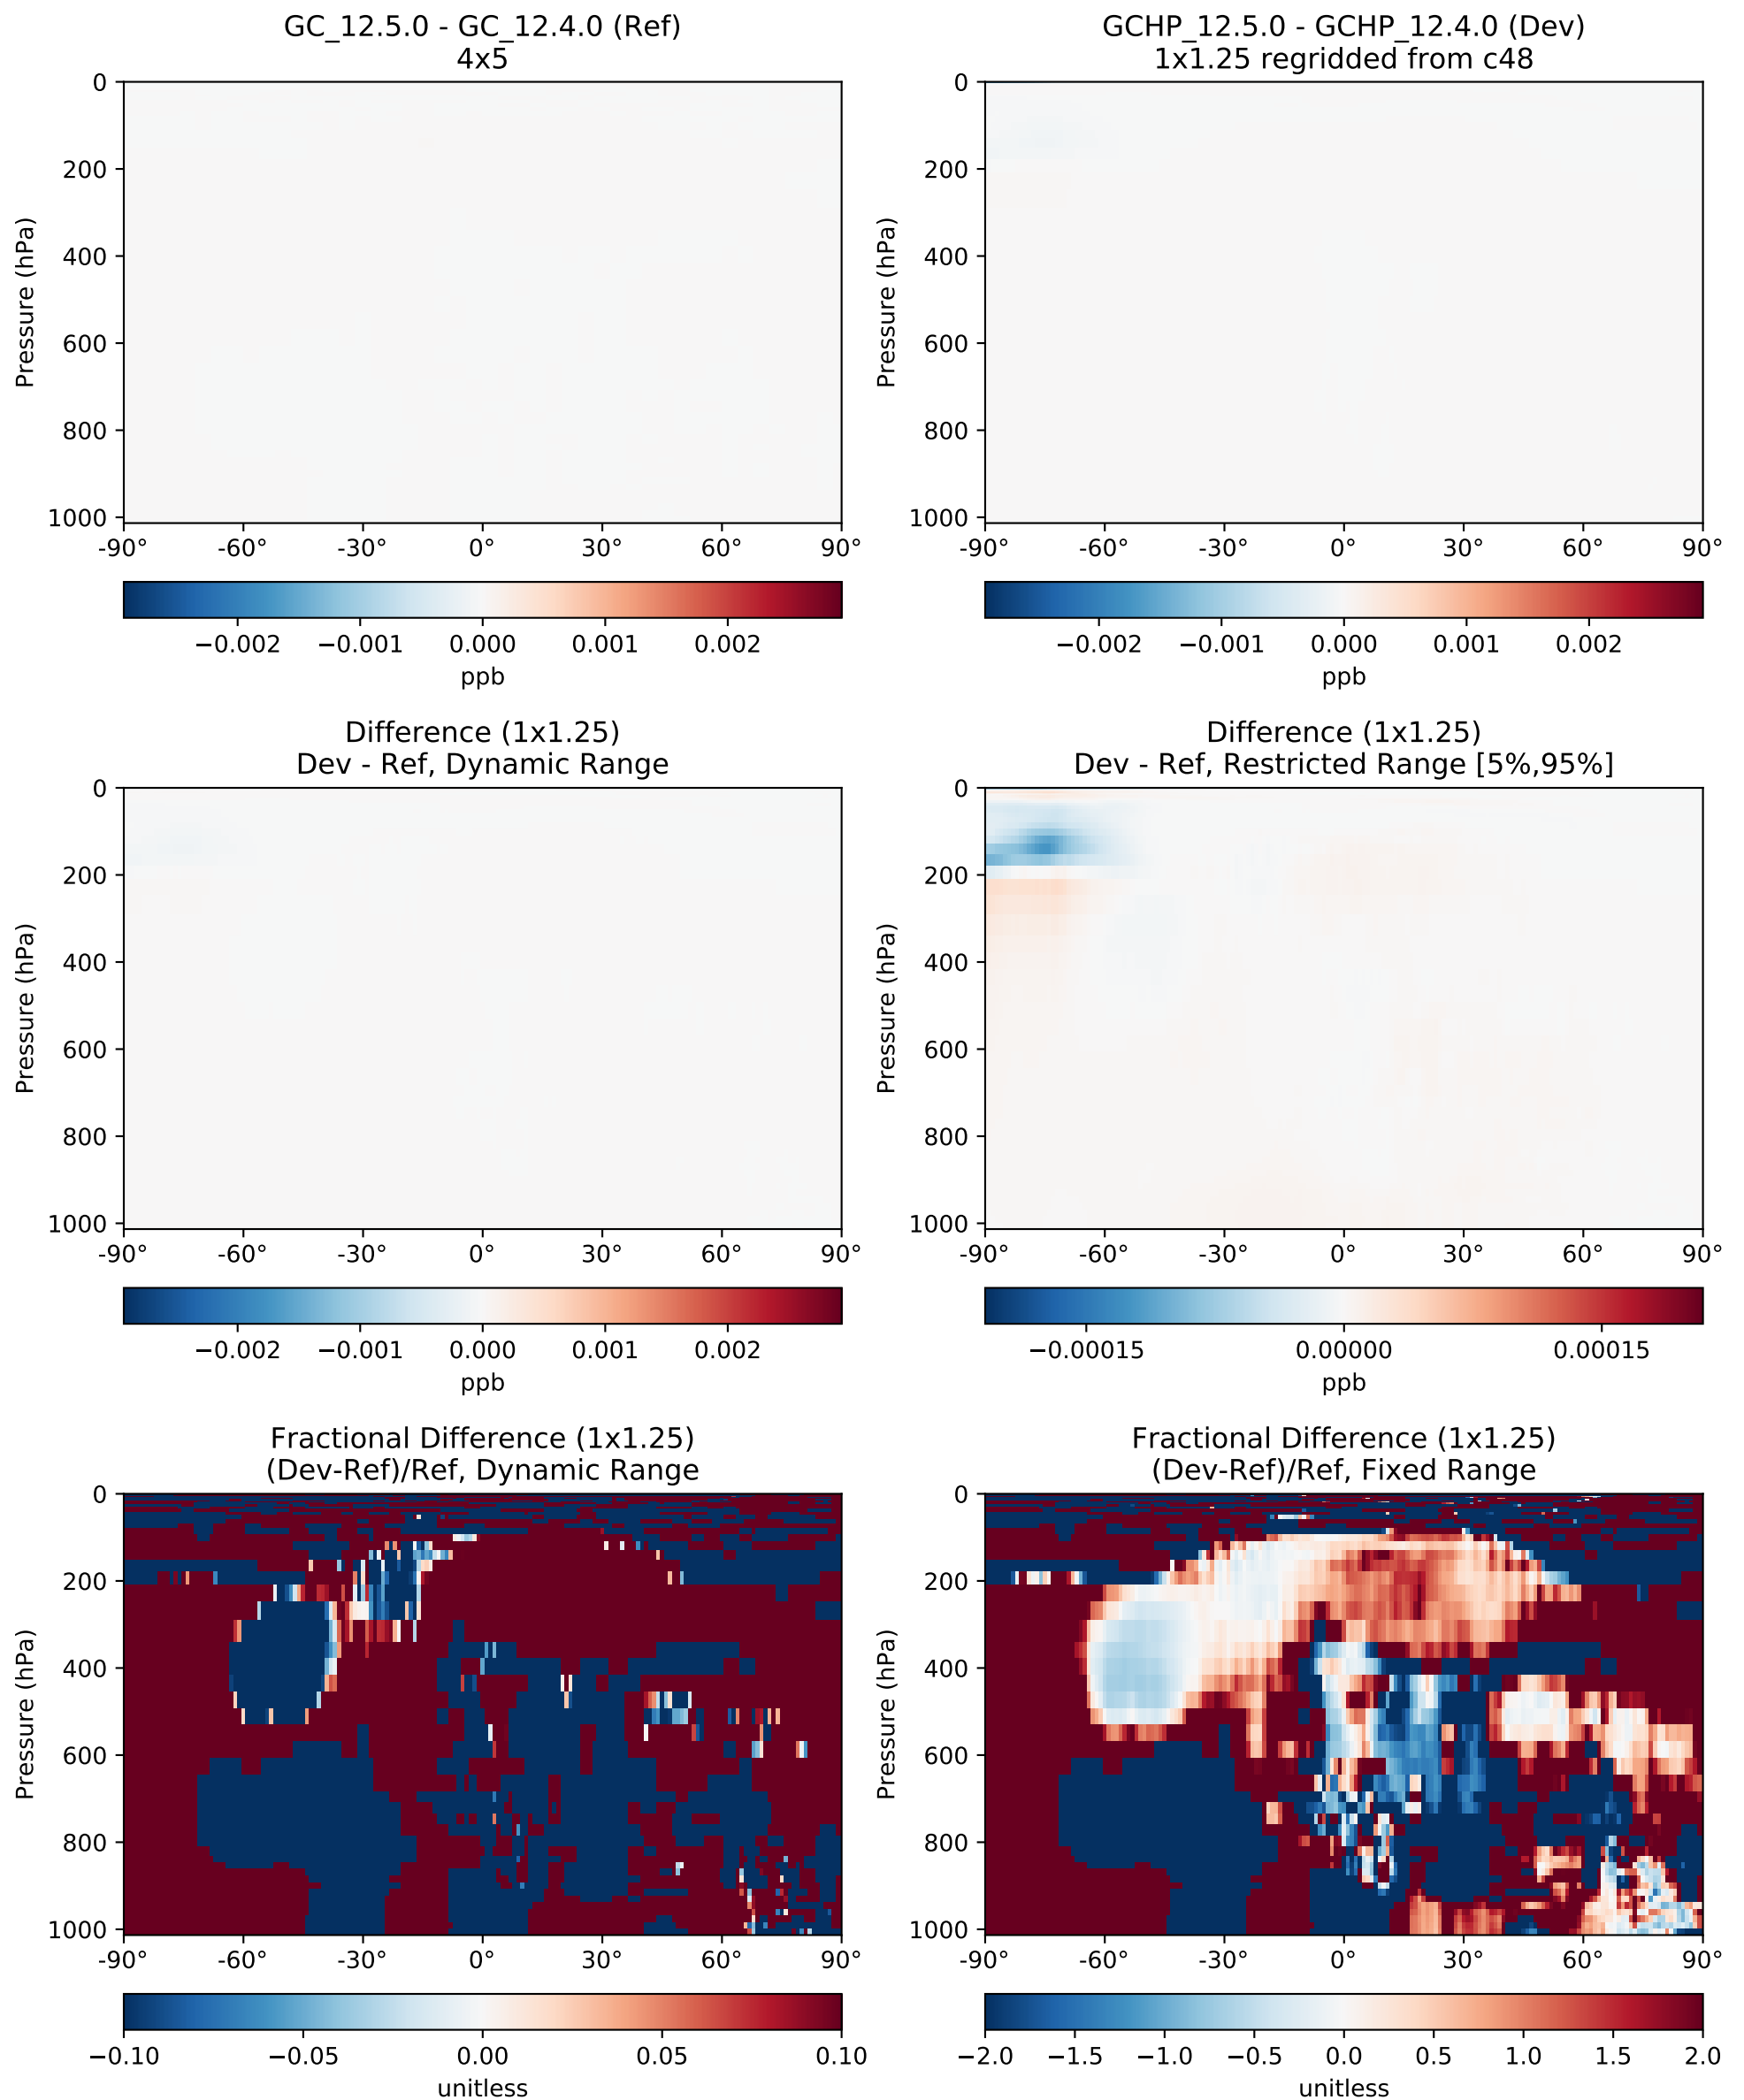 GC_12.5.0 - GC_12.4.0 (Ref)
4x5
0
200
400
600
800
1000
Pressure (hPa)
-90° -60° -30° 0° 30° 60° 90°
−0.002 −0.001 0.000 0.001 0.002
ppb
GCHP_12.5.0 - GCHP_12.4.0 (Dev)
1x1.25 regridded from c48
0
200
400
600
800
1000
Pressure (hPa)
-90° -60° -30° 0° 30° 60° 90°
−0.002 −0.001 0.000 0.001 0.002
ppb
Difference (1x1.25)
Dev - Ref, Dynamic Range
0
200
400
600
800
1000
Pressure (hPa)
-90° -60° -30° 0° 30° 60° 90°
−0.002 −0.001 0.000 0.001 0.002
ppb
Difference (1x1.25)
Dev - Ref, Restricted Range [5%,95%]
0
200
400
600
800
1000
Pressure (hPa)
-90° -60° -30° 0° 30° 60° 90°
−0.00015 0.00000 0.00015
ppb
Fractional Difference (1x1.25)
(Dev-Ref)/Ref, Dynamic Range
0
200
400
600
800
1000
Pressure (hPa)
-90° -60° -30° 0° 30° 60° 90°
−0.10 −0.05 0.00 0.05 0.10
unitless
Fractional Difference (1x1.25)
(Dev-Ref)/Ref, Fixed Range
0
200
400
600
800
1000
Pressure (hPa)
-90° -60° -30° 0° 30° 60° 90°
−2.0 −1.5 −1.0 −0.5 0.0 0.5 1.0 1.5 2.0
unitless